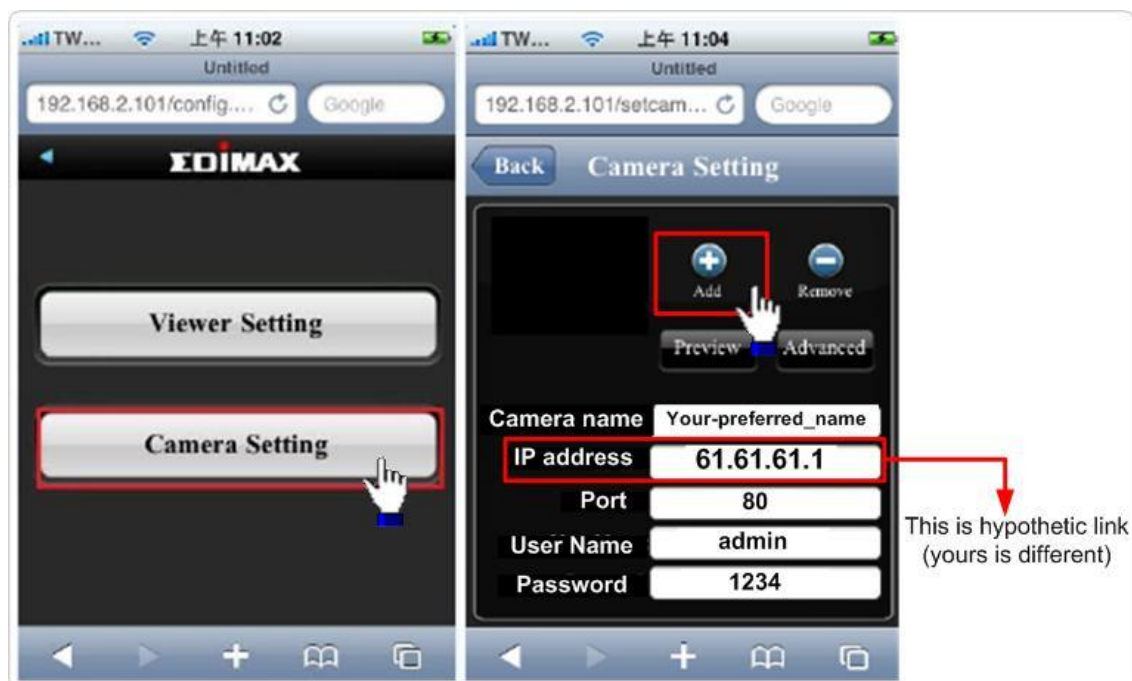 TW... 上午 11:02
Untitled
192.168.2.101/config.... Google
EDIMAX
Viewer Setting
Camera Setting
TW... 上午 11:04
Untitled
192.168.2.101/setcam... Google
Back Camera Setting
Add Remove
Preview Advanced
Camera name Your-preferred_name
IP address 61.61.61.1
Port 80
User Name admin
Password 1234
This is hypothetic link
(yours is different)